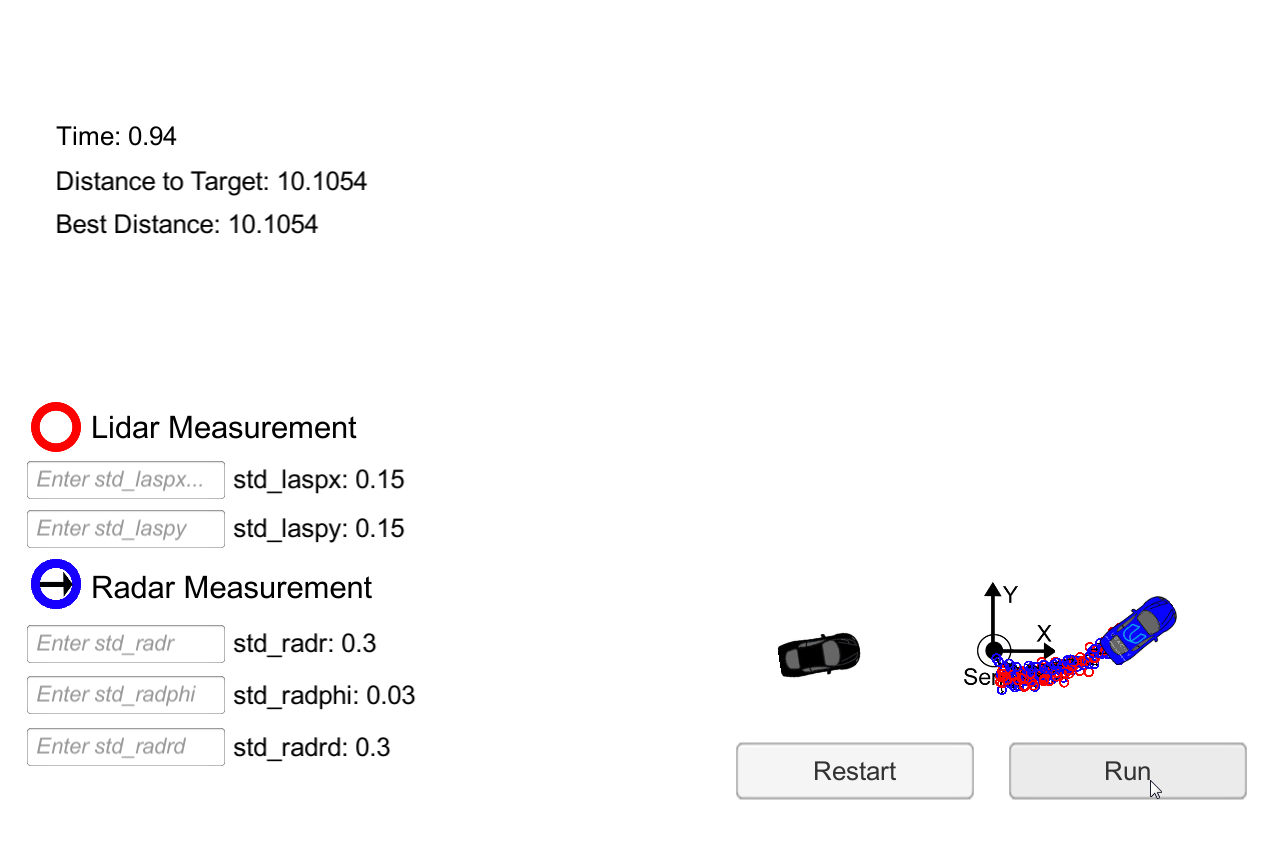 Time: 0.94
Distance to Target: 10.1054
Best Distance: 10.1054
Lidar Measurement
Enter std_laspx... std_laspx: 0.15
Enter std_laspy std_laspy: 0.15
Radar Measurement
Enter std_radr std_radr: 0.3
Enter std_radphi std_radphi: 0.03
Enter std_radrd std_radrd: 0.3
Y
X
Restart
Run